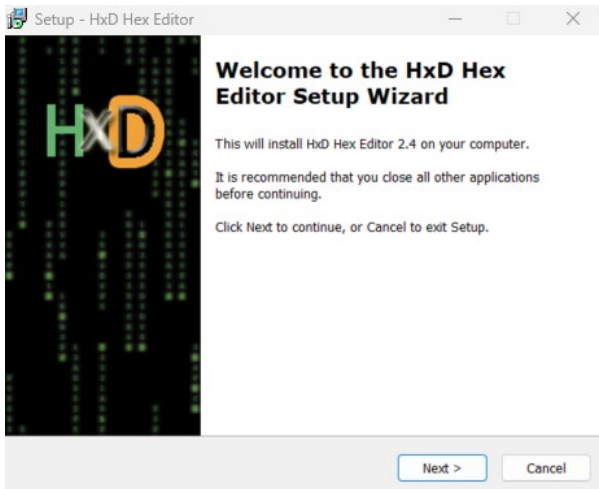 Setup - HxD Hex Editor
HxD
Welcome to the HxD Hex
Editor Setup Wizard
This will install HxD Hex Editor 2.4 on your computer.
It is recommended that you close all other applications
before continuing.
Click Next to continue, or Cancel to exit Setup.
Next >
Cancel